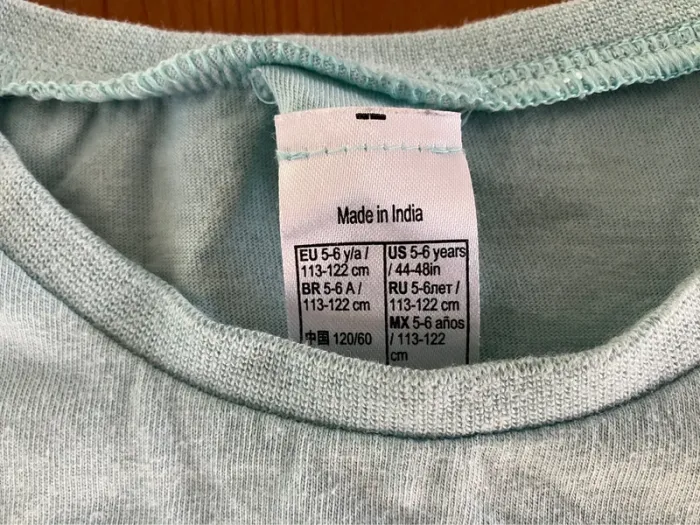 Made in India
EU 5-6 y/a /
113-122 cm
BR 5-6 A /
113-122 cm
中国 120/60
US 5-6 years
/ 44-48in
RU 5-6лет /
113-122 cm
MX 5-6 años
/ 113-122
cm